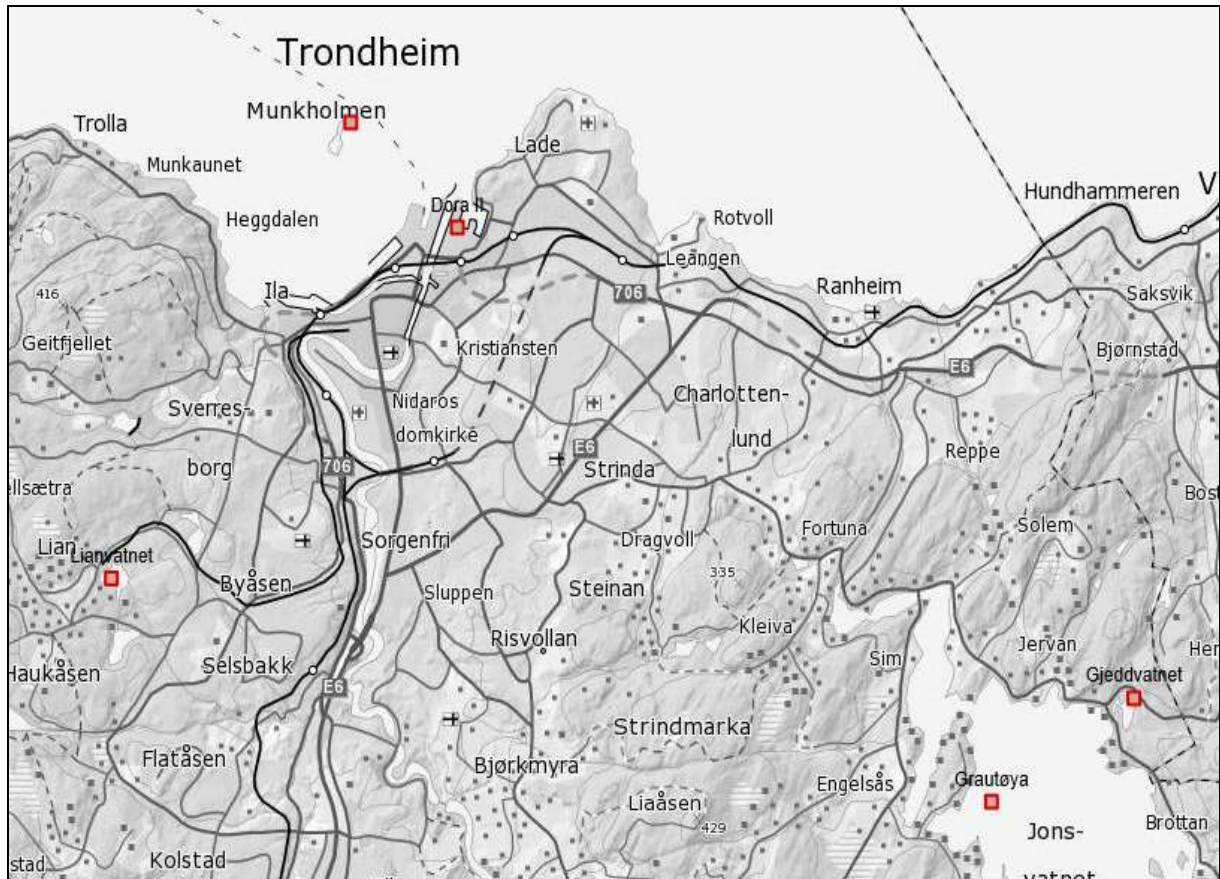 Trondheim
Munkholmen
Trolla
Lade
Munkaunet
Hundhammeren
V
Dora II
Rotvoll
Heggdalen
Leangen
Ranheim
Ila
706
Saksvik
416
Geitfjellet
Kristiansten
Bjørnstad
E6
Charlotten-
lund
Sverres-
borg
Nidaros
domkirke
E6
Reppe
706
Strinda
ellsætra
Bost
Solem
Fortuna
Lian
Lianvatnet
Sorgenfri
Dragvoll
335
Byåsen
Sluppen
Steinan
Kleiva
Risvollan
Jervan
Her
Sim
Haukåsen
Selsbakk
Gjeddvatnet
E6
Strindmarka
Flatåsen
Bjørkmyra
Grautøya
Engelsås
Liaåsen
429
Jons-
vatnet
Brottan
stad
Kolstad